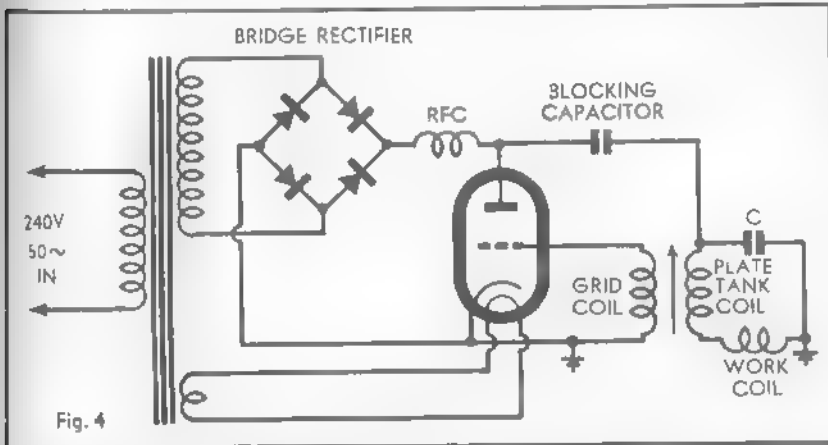 BRIDGE RECTIFIER
RFC
BLOCKING
CAPACITOR
240V
50~
IN
GRID
COIL
C
PLATE
TANK
COIL
WORK
COIL
Fig. 4